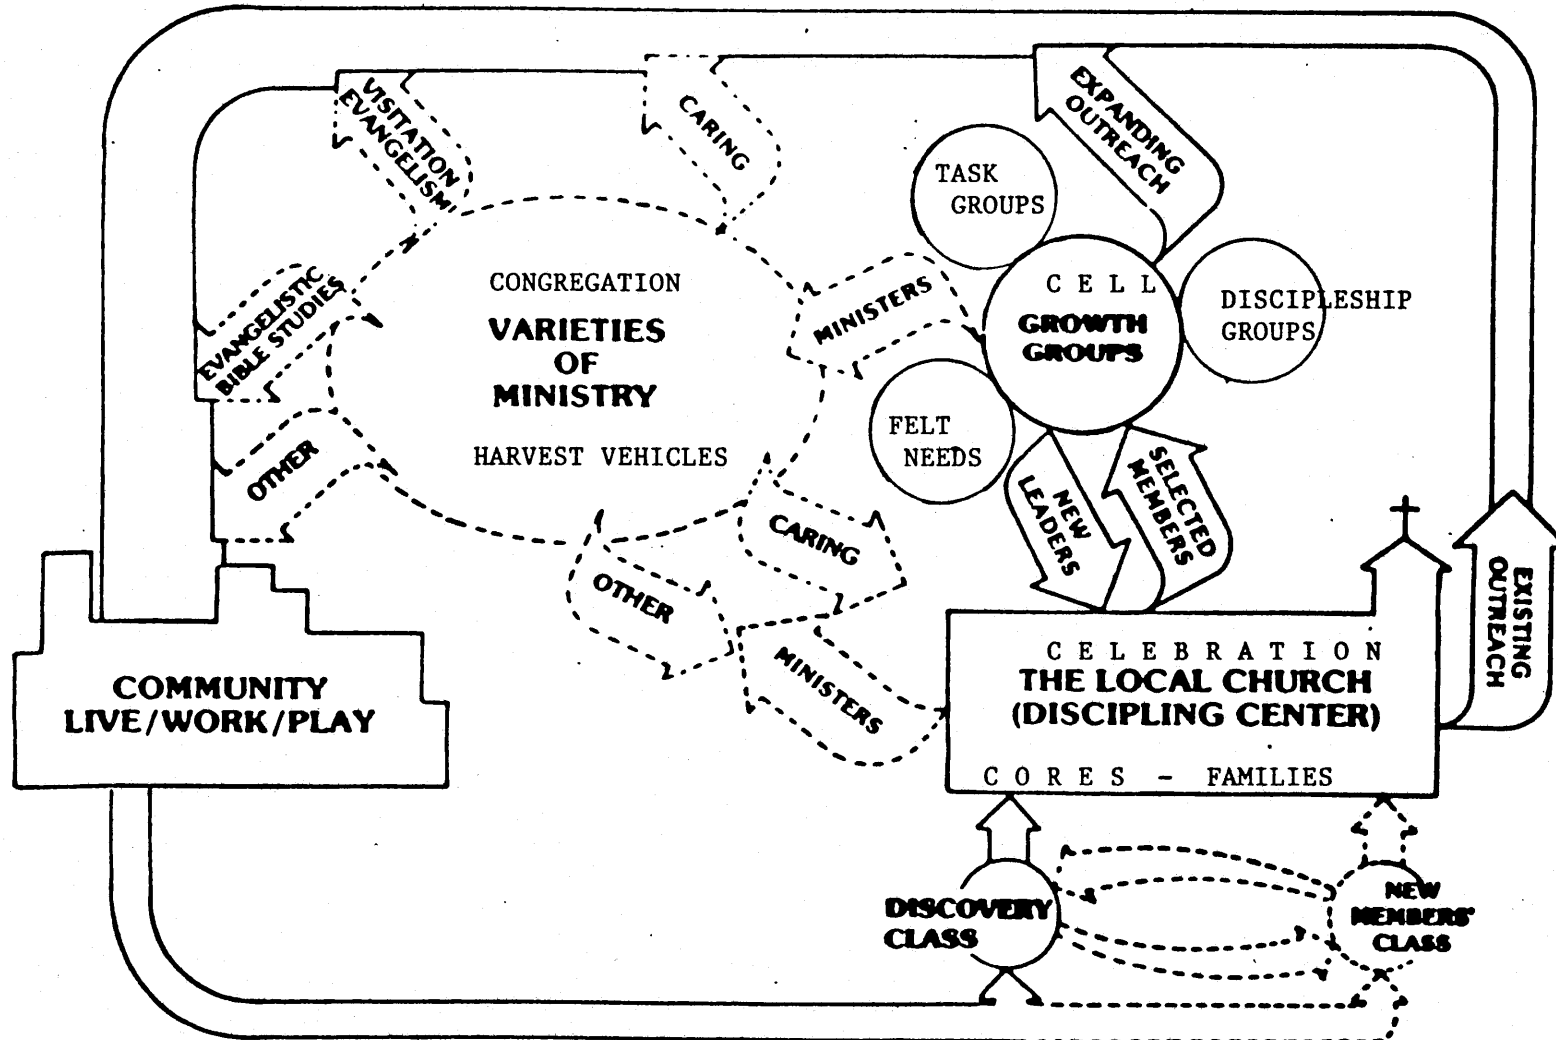 VISITATION
EVANGELISM
CARING
EXPANDING
OUTREACH
TASK
GROUPS
EVANGELISTIC
BIBLE STUDIES
CONGREGATION
VARIETIES
OF
MINISTRY
HARVEST VEHICLES
MINISTERS
CELL
GROWTH
GROUPS
DISCIPLESHIP
GROUPS
FELT
NEEDS
OTHER
NEW
LEADERS
SELECTED
MEMBERS
CARING
OTHER
MINISTERS
EXISTING
OUTREACH
COMMUNITY
LIVE/WORK/PLAY
CELEBRATION
THE LOCAL CHURCH
(DISCIPLING CENTER)
CORES - FAMILIES
DISCOVERY
CLASS
NEW
MEMBERS'
CLASS